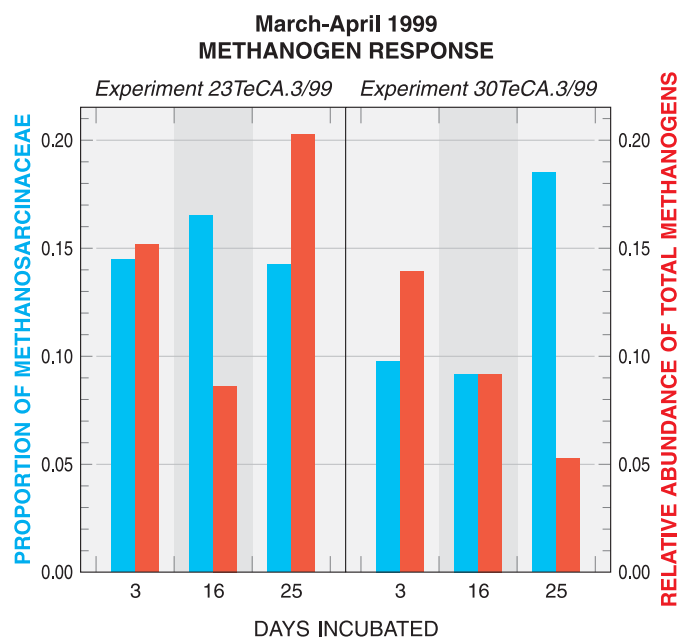 March-April 1999
METHANOGEN RESPONSE
Experiment 23TeCA.3/99 Experiment 30TeCA.3/99
PROPORTION OF METHANOSARCINACEAE
0.20
0.15
0.10
0.05
0.00
0.20
0.15
0.10
0.05
0.00
RELATIVE ABUNDANCE OF TOTAL METHANOGENS
3 16 25 3 16 25
DAYS INCUBATED